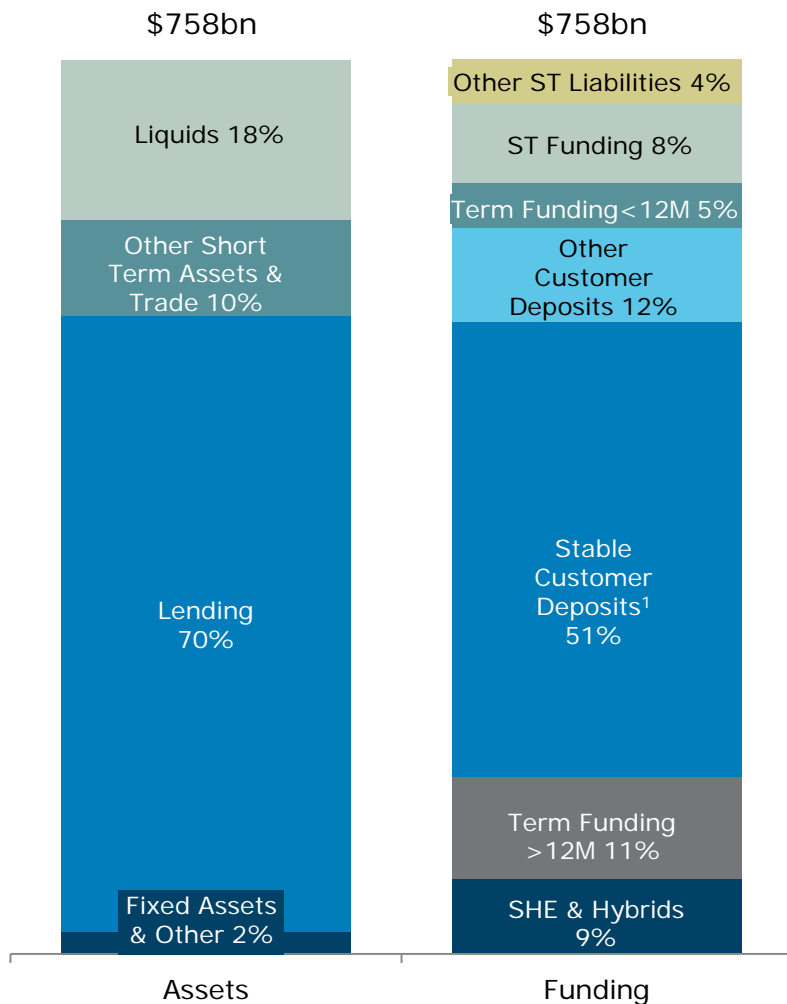 $758bn
Liquids 18%
Other Short
Term Assets &
Trade 10%
Lending
70%
Fixed Assets
& Other 2%
Assets
$758bn
Other ST Liabilities 4%
ST Funding 8%
Term Funding<12M 5%
Other
Customer
Deposits 12%
Stable
Customer
Deposits¹
51%
Term Funding
>12M 11%
SHE & Hybrids
9%
Funding